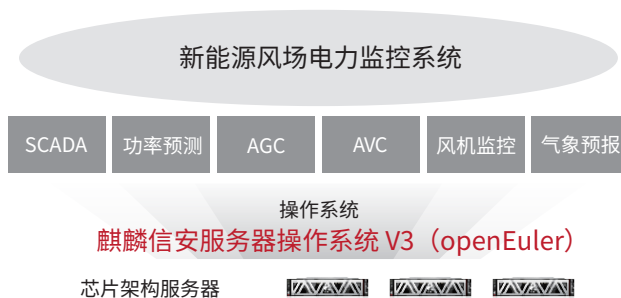 新能源风场电力监控系统
SCADA 功率预测 AGC AVC 风机监控 气象预报
操作系统
麒麟信安服务器操作系统 V3（openEuler）
芯片架构服务器